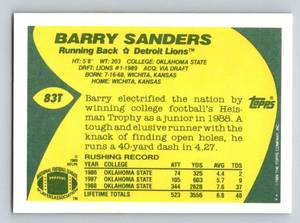 BARRY SANDERS
Running Back ☆ Detroit Lions™
HT: 5'8" WT: 203 COLLEGE: OKLAHOMA STATE
DRFT: LIONS #1-1989 ACQ: VIA DRAFT
BORN: 7-16-68, WICHITA, KANSAS
HOME: WICHITA, KANSAS
83T
Topps
Barry electrified the nation by
winning college football's Heis-
man Trophy as a junior in 1988. A
tough and elusive runner with the
knack of finding open holes, he
runs a 40-yard dash in 4.27.
RUSHING RECORD
YEAR COLLEGE ATT YDS AVG TDS
1986 OKLAHOMA STATE 74 325 4.4 2
1987 OKLAHOMA STATE 105 603 5.7 9
1988 OKLAHOMA STATE 344 2628 7.6 37
LIFETIME TOTALS 523 3556 6.8 48